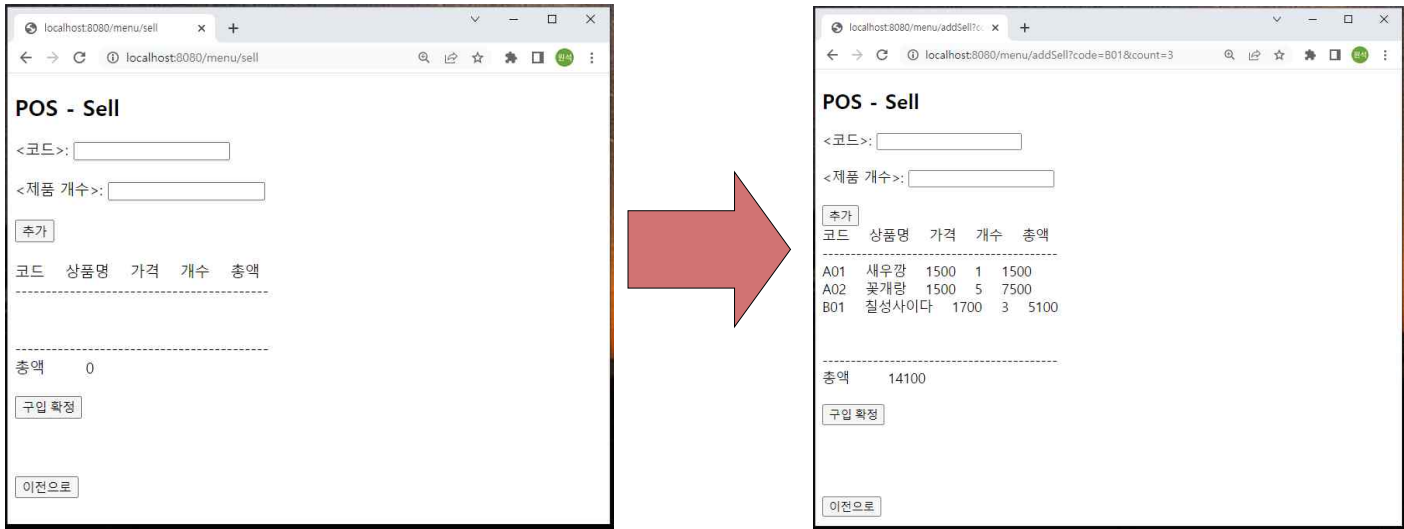 localhost:8080/menu/sell
localhost:8080/menu/sell
원석
POS - Sell
<코드>:
<제품 개수>:
추가
코드 상품명 가격 개수 총액
------------------------------------------
------------------------------------------
총액 0
구입 확정
이전으로
localhost:8080/menu/addSell?c
localhost:8080/menu/addSell?code=B01&count=3
원석
POS - Sell
<코드>:
<제품 개수>:
추가
코드 상품명 가격 개수 총액
------------------------------------------
A01 새우깡 1500 1 1500
A02 꽃개랑 1500 5 7500
B01 칠성사이다 1700 3 5100
------------------------------------------
총액 14100
구입 확정
이전으로